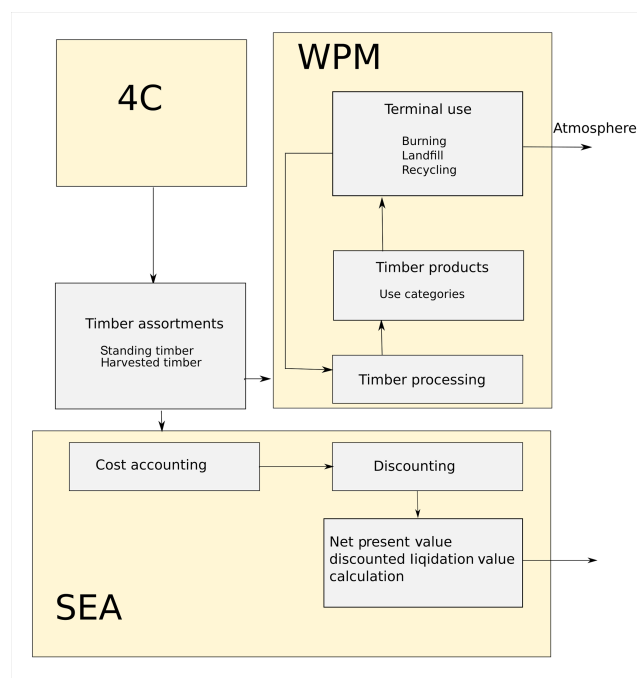 4C
WPM
Terminal use
Burning
Landfill
Recycling
Atmosphere
Timber products
Use categories
Timber processing
Timber assortments
Standing timber
Harvested timber
Cost accounting
Discounting
Net present value
discounted liqidation value
calculation
SEA